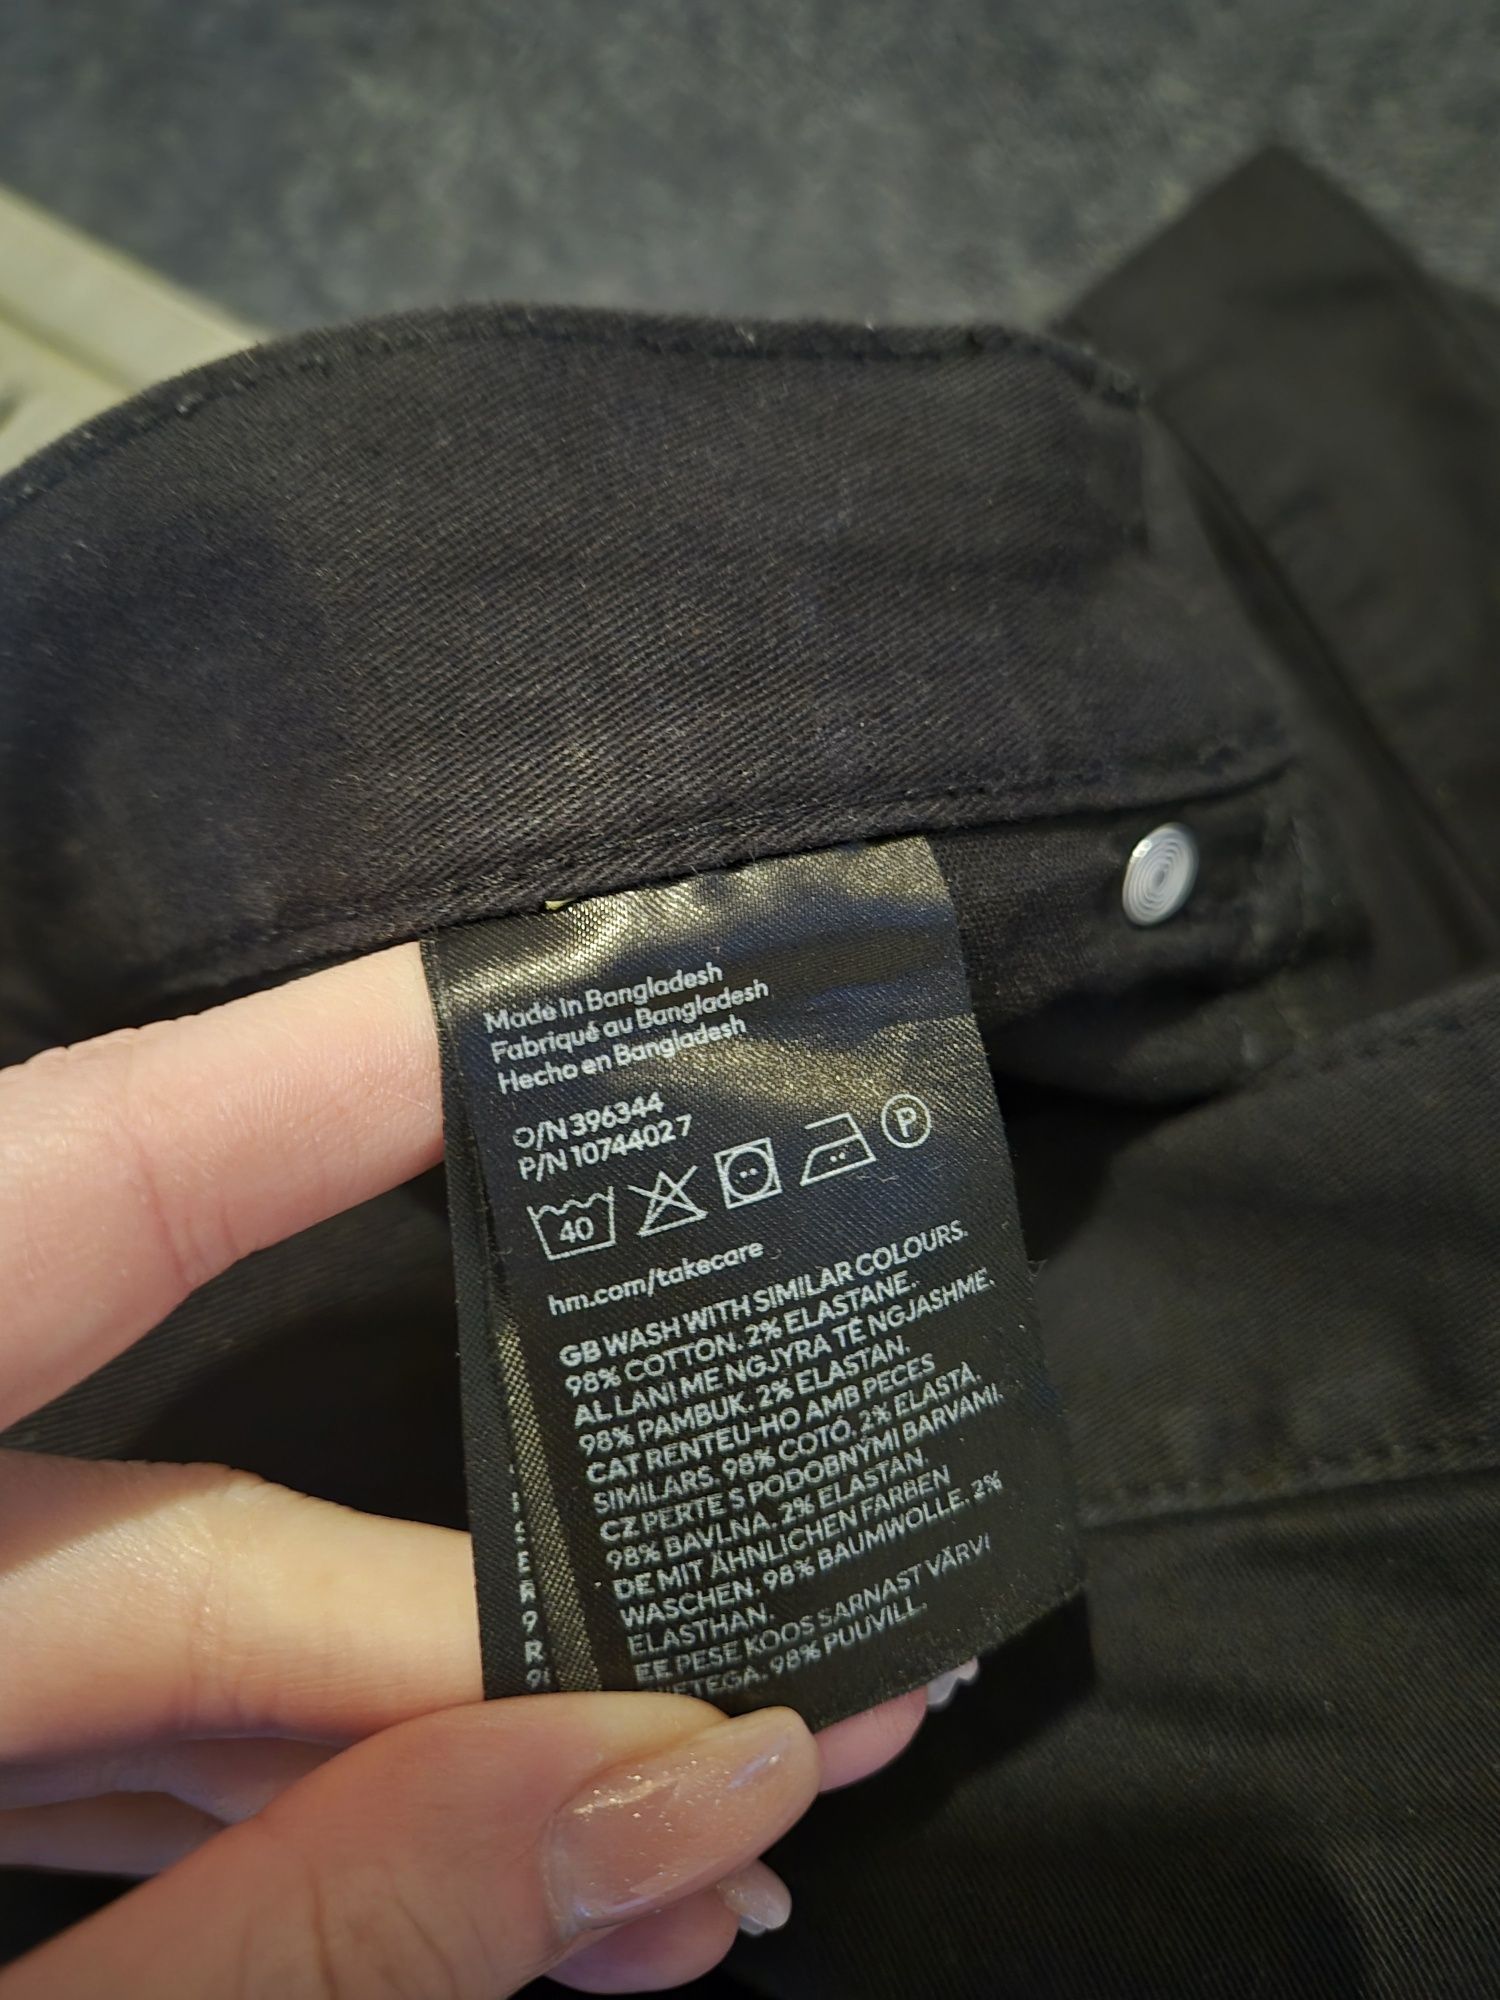 Made in Bangladesh
Fabriqué au Bangladesh
Hecho en Bangladesh
O/N 396344
P/N 10744027
40
P
hm.com/takecare
GB WASH WITH SIMILAR COLOURS.
98% COTTON. 2% ELASTANE.
AL LANI ME NGJYRA TË NGJASHME.
98% PAMBUK. 2% ELASTAN.
CAT RENTEU-HO AMB PECES
SIMILARS. 98% COTÓ. 2% ELASTÀ.
CZ PERTE S PODOBNÝMI BARVAMI.
98% BAVLNA. 2% ELASTAN.
DE MIT ÄHNLICHEN FARBEN
WASCHEN. 98% BAUMWOLLE. 2%
ELASTHAN.
EE PESE KOOS SARNAST VÄRVI
98% PUUVILL.